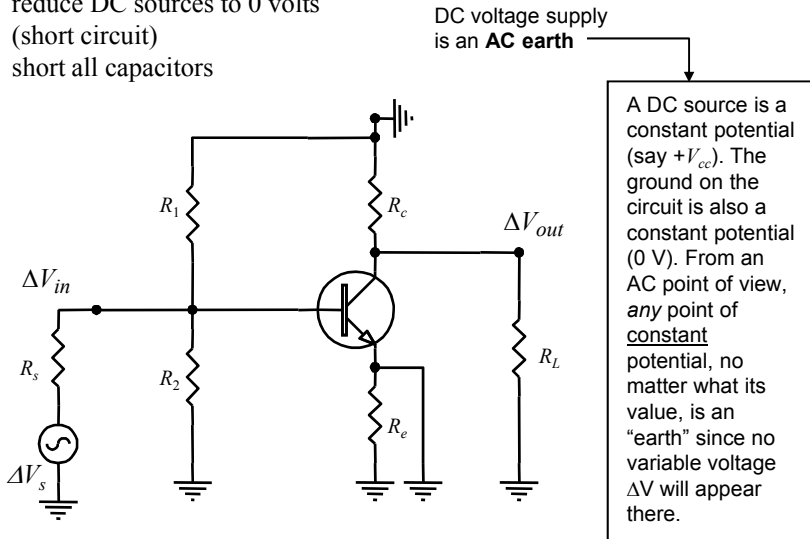 reduce DC sources to 0 volts
(short circuit)
short all capacitors
DC voltage supply
is an AC earth
A DC source is a
constant potential
(say +Vcc). The
ground on the
circuit is also a
constant potential
(0 V). From an
AC point of view,
any point of
constant
potential, no
matter what its
value, is an
“earth” since no
variable voltage
ΔV will appear
there.
R1
Rc
ΔVout
ΔVin
Rs
R2
RL
Re
ΔVs